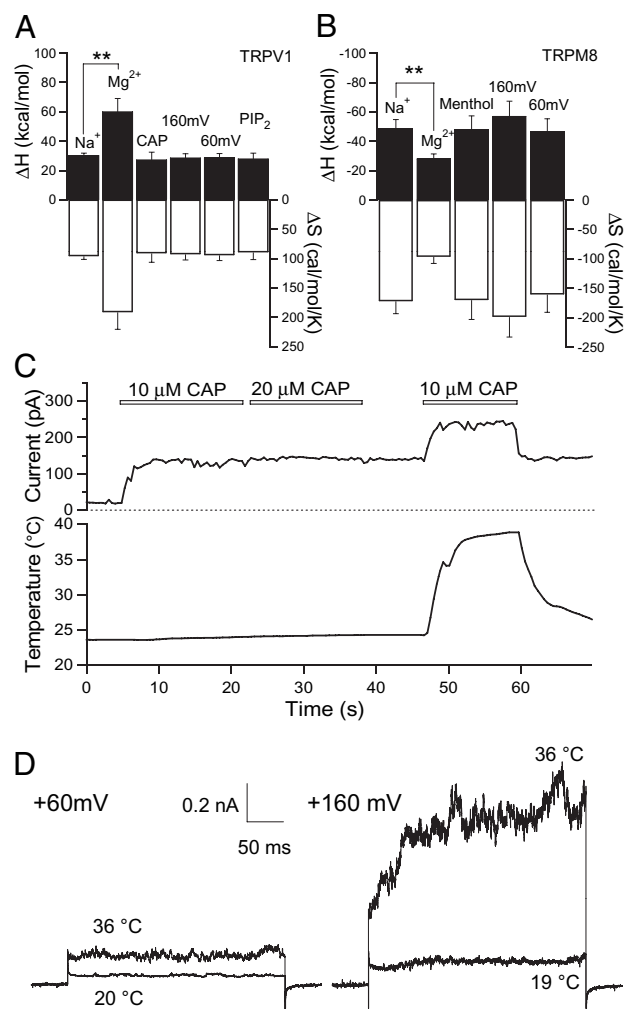 A
TRPV1
ΔH (kcal/mol)
100
80
60
40
20
0
**
Na+
Mg2+
CAP
160mV
60mV
PIP2
0
50
100
150
200
250
ΔS (cal/mol/K)
B
TRPM8
ΔH (kcal/mol)
-100
-80
-60
-40
-20
0
**
Na+
Mg2+
Menthol
160mV
60mV
0
-50
-100
-150
-200
-250
ΔS (cal/mol/K)
C
10 μM CAP
20 μM CAP
10 μM CAP
Current (pA)
300
150
0
Temperature (°C)
40
35
30
25
20
0
10
20
30
40
50
60
Time (s)
D
+60mV
0.2 nA
50 ms
+160 mV
36 °C
36 °C
20 °C
19 °C